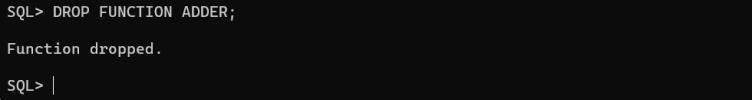 SQL> DROP FUNCTION ADDER;
Function dropped.
SQL>